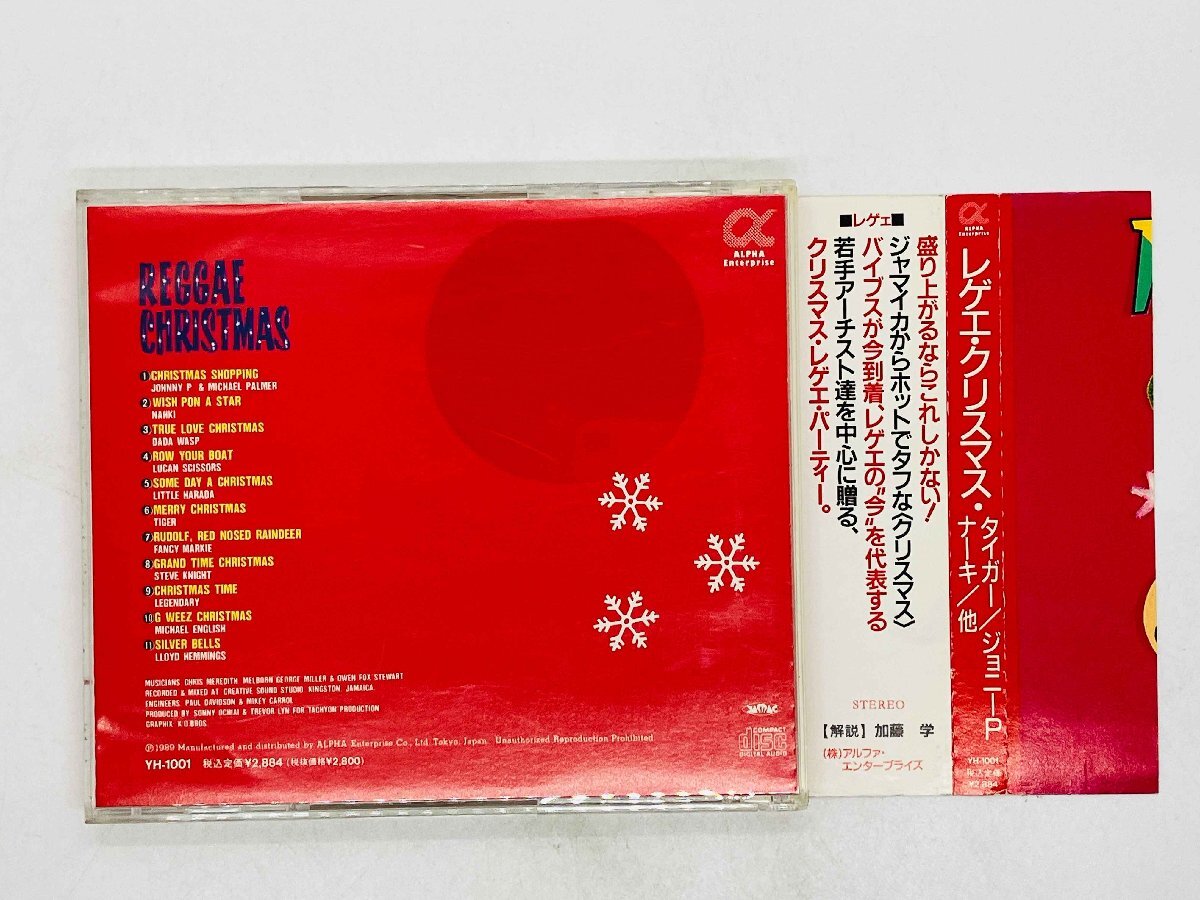 REGGAE
CHRISTMAS
1 CHRISTMAS SHOPPING
JOHNNY P & MICHAEL PALMER
2 WISH PON A STAR
NAHKI
3 TRUE LOVE CHRISTMAS
DADA WASP
4 ROW YOUR BOAT
LUCAN SCISSORS
5 SOME DAY A CHRISTMAS
LITTLE HARADA
6 MERRY CHRISTMAS
TIGER
7 RUDOLF, RED NOSED RAINDEER
FANCY MARKIE
8 GRAND TIME CHRISTMAS
STEVE KNIGHT
9 CHRISTMAS TIME
LEGENDARY
10 G WEEZ CHRISTMAS
MICHAEL ENGLISH
11 SILVER BELLS
LLOYD HEMMINGS
MUSICIANS CHRIS MEREDITH MELBORN GEORGE MILLER & OWEN FOX STEWART
RECORDED & MIXED AT CREATIVE SOUND STUDIO KINGSTON, JAMAICA.
ENGINEERS PAUL DAVIDSON & MIKEY CARROL
PRODUCED BY SONNY OCHIAI & TREVOR LYN FOR TACHYON PRODUCTION
GRAPHIX K.O.BROS.
Ⓟ1989 Manufactured and distributed by ALPHA Enterprise Co., Ltd. Tokyo, Japan. Unauthorized Reproduction Prohibited.
YH-1001 税込定価¥2,884 (税抜価格¥2,800)
ALPHA
Enterprise
COMPACT
disc
DIGITAL AUDIO
■レゲエ■
盛り上がるならこれしかない!
ジャマイカからホットでタフな〈クリスマス〉
バイブスが今到着、レゲエの“今”を代表する
若手アーチスト達を中心に贈る、
クリスマス・レゲエ・パーティー。
STEREO
【解説】加藤 学
(株)アルファ・
エンタープライズ
ALPHA
Enterprise
レゲエ・クリスマス・
タイガー/ジョニーP
ナーキ/他
YH-1001
税込定価
¥2,884